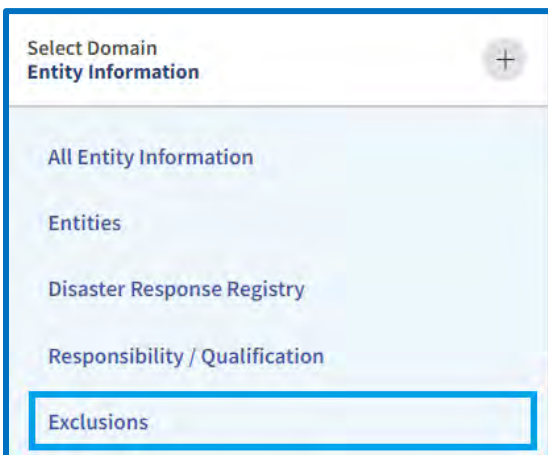 Select Domain
Entity Information
+
All Entity Information
Entities
Disaster Response Registry
Responsibility / Qualification
Exclusions